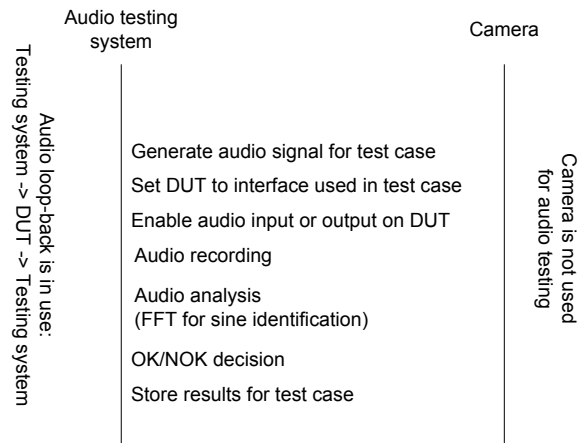 Audio testing
system
Camera
Audio loop-back is in use:
Testing system -> DUT -> Testing system
Generate audio signal for test case
Set DUT to interface used in test case
Enable audio input or output on DUT
Audio recording
Audio analysis
(FFT for sine identification)
OK/NOK decision
Store results for test case
Camera is not used
for audio testing